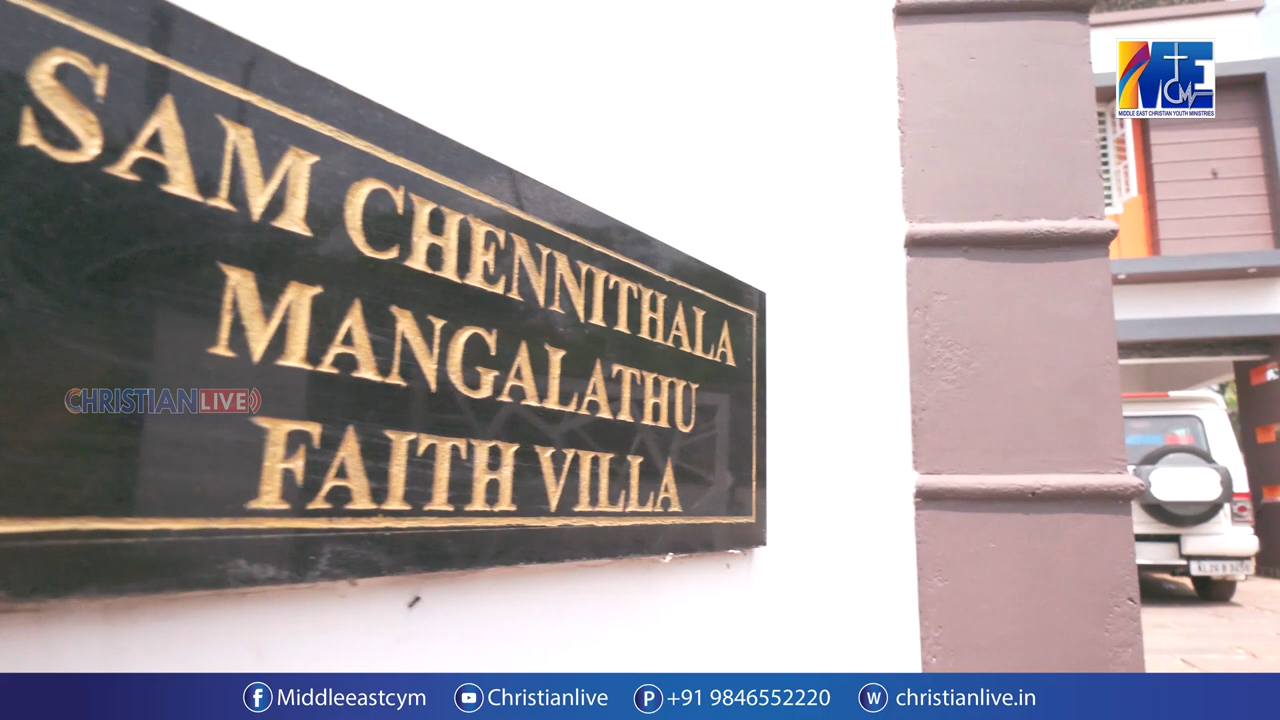 SAM CHENNITHALA
MANGALATHU
FAITH VILLA
CHRISTIANLIVE
MIDDLE EAST CHRISTIAN YOUTH MINISTRIES
Middleeastcym
Christianlive
+91 9846552220
christianlive.in